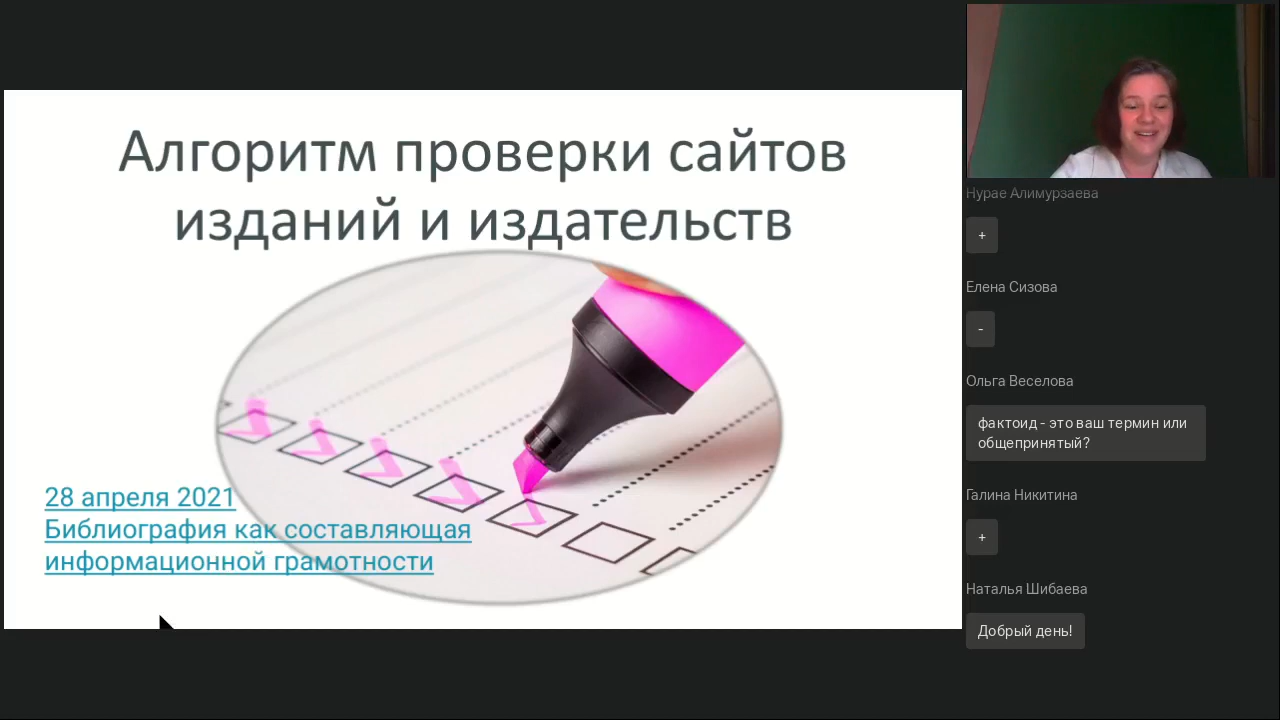 Алгоритм проверки сайтов
изданий и издательств
28 апреля 2021
Библиография как составляющая
информационной грамотности
Нурае Алимурзаева
+
Елена Сизова
-
Ольга Веселова
фактоид - это ваш термин или
общепринятый?
Галина Никитина
+
Наталья Шибаева
Добрый день!